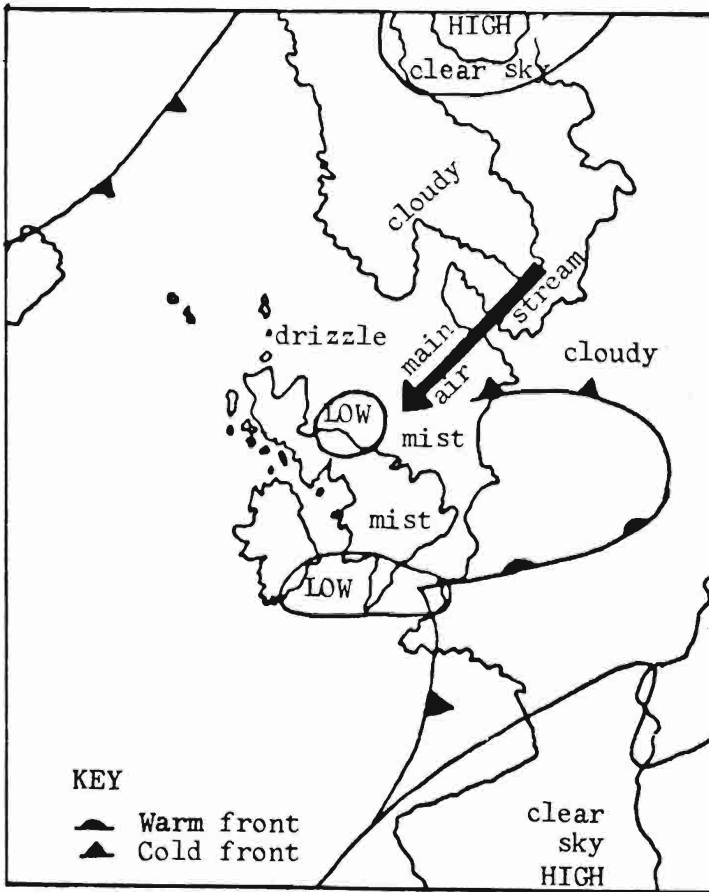 HIGH
clear sky
cloudy
main air stream
drizzle
cloudy
LOW
mist
mist
LOW
KEY
Warm front
Cold front
clear
sky
HIGH